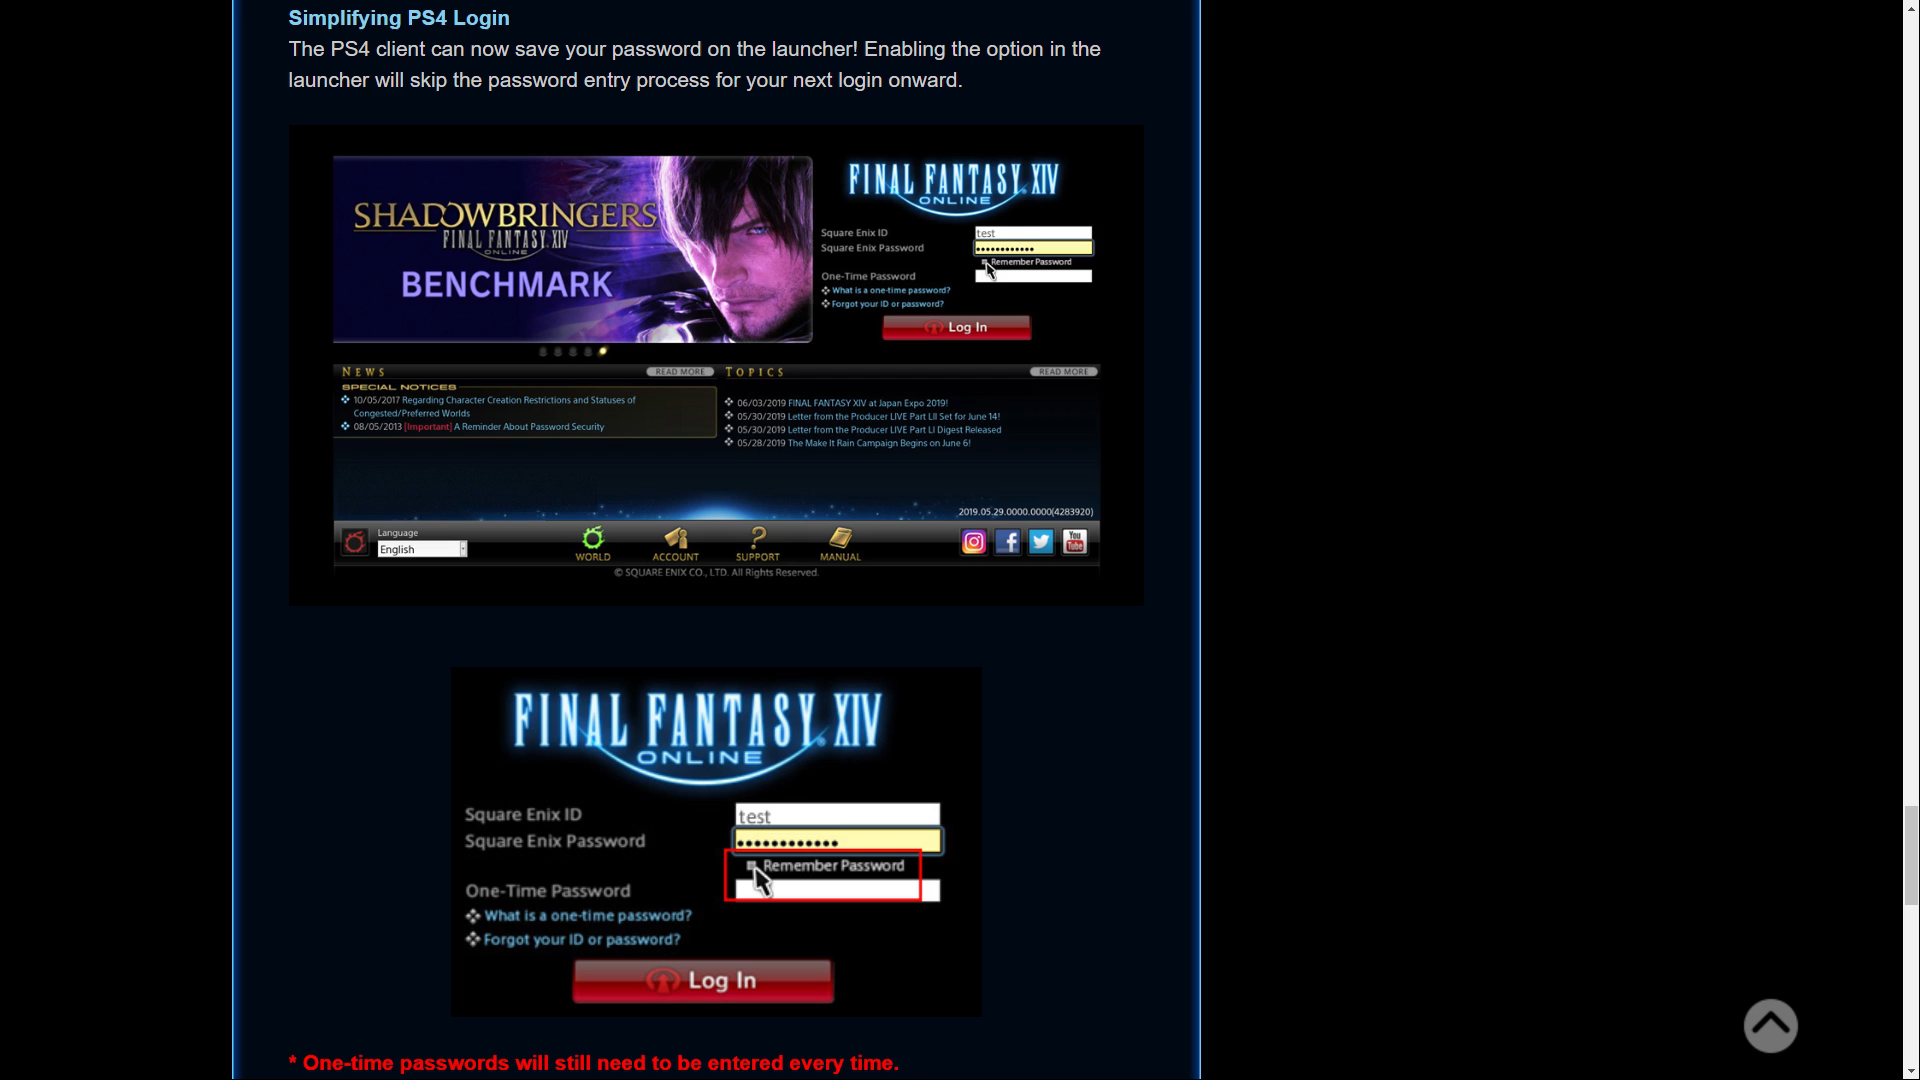 Simplifying PS4 Login
The PS4 client can now save your password on the launcher! Enabling the option in the
launcher will skip the password entry process for your next login onward.
SHADOWBRINGERS
FINAL FANTASY XIV
ONLINE
BENCHMARK
FINAL FANTASY XIV
ONLINE
Square Enix ID
test
Square Enix Password
••••••••••••
Remember Password
One-Time Password
What is a one-time password?
Forgot your ID or password?
Log In
NEWS
READ MORE
SPECIAL NOTICES
10/05/2017 Regarding Character Creation Restrictions and Statuses of
Congested/Preferred Worlds
08/05/2013 [Important] A Reminder About Password Security
TOPICS
READ MORE
06/03/2019 FINAL FANTASY XIV at Japan Expo 2019!
05/30/2019 Letter from the Producer LIVE Part LII Set for June 14!
05/30/2019 Letter from the Producer LIVE Part LI Digest Released
05/28/2019 The Make It Rain Campaign Begins on June 6!
2019.05.29.0000.0000(4283920)
Language
English
WORLD
ACCOUNT
SUPPORT
MANUAL
You
Tube
© SQUARE ENIX CO., LTD. All Rights Reserved.
FINAL FANTASY XIV
ONLINE
Square Enix ID
test
Square Enix Password
••••••••••••
Remember Password
One-Time Password
What is a one-time password?
Forgot your ID or password?
Log In
* One-time passwords will still need to be entered every time.